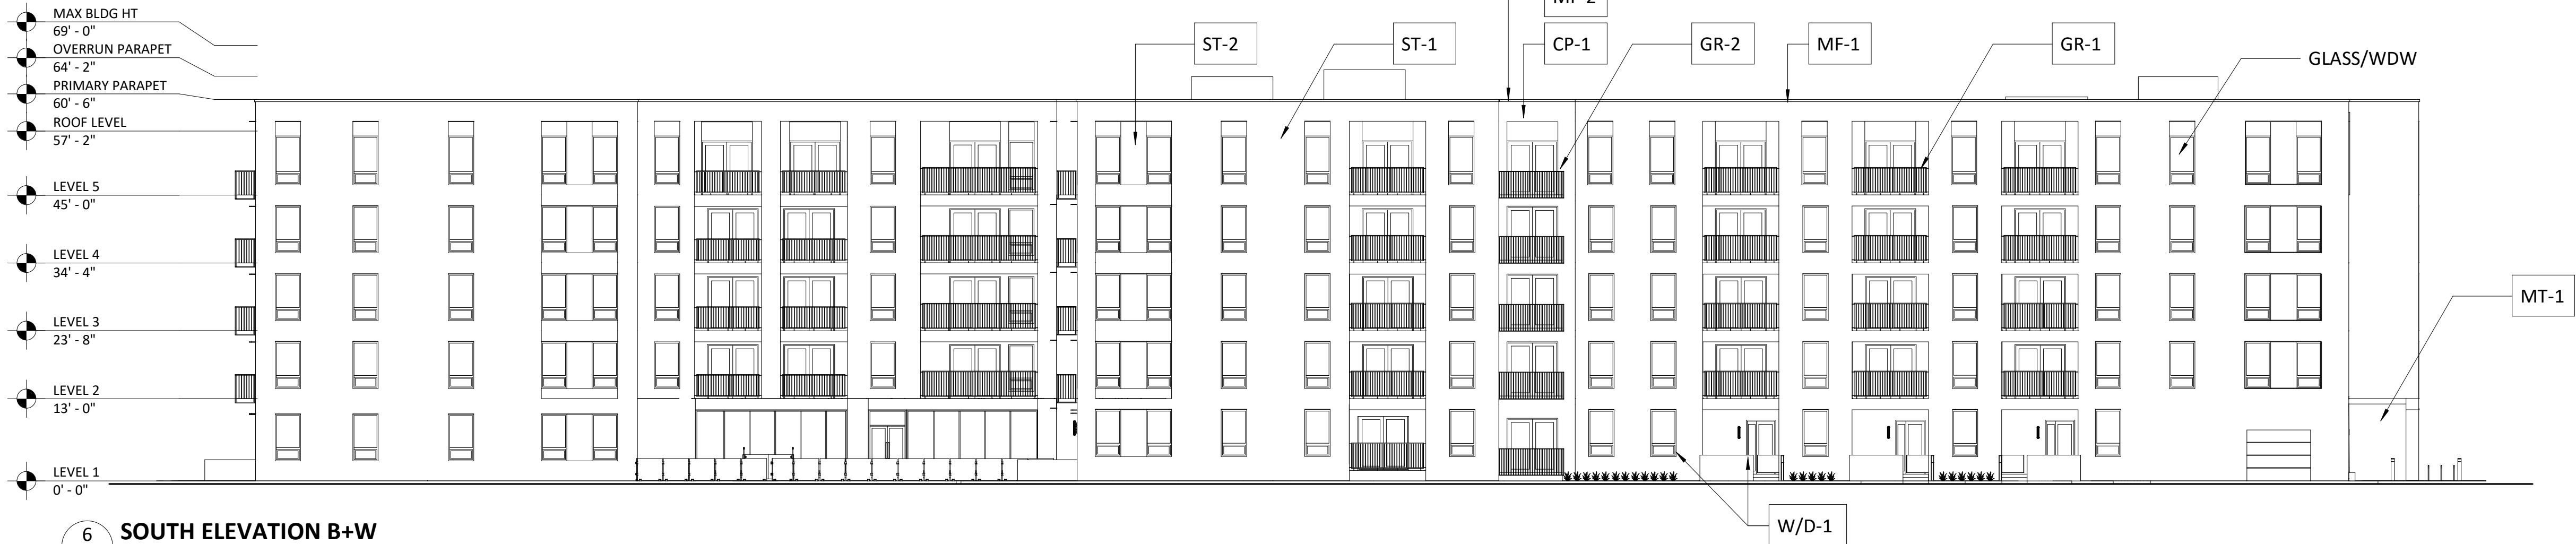 MAX BLDG HT
69' - 0"
OVERRUN PARAPET
64' - 2"
PRIMARY PARAPET
60' - 6"
ROOF LEVEL
57' - 2"
LEVEL 5
45' - 0"
LEVEL 4
34' - 4"
LEVEL 3
23' - 8"
LEVEL 2
13' - 0"
LEVEL 1
0' - 0"
MF-2
ST-2
ST-1
CP-1
GR-2
MF-1
GR-1
GLASS/WDW
MT-1
W/D-1
6
SOUTH ELEVATION B+W